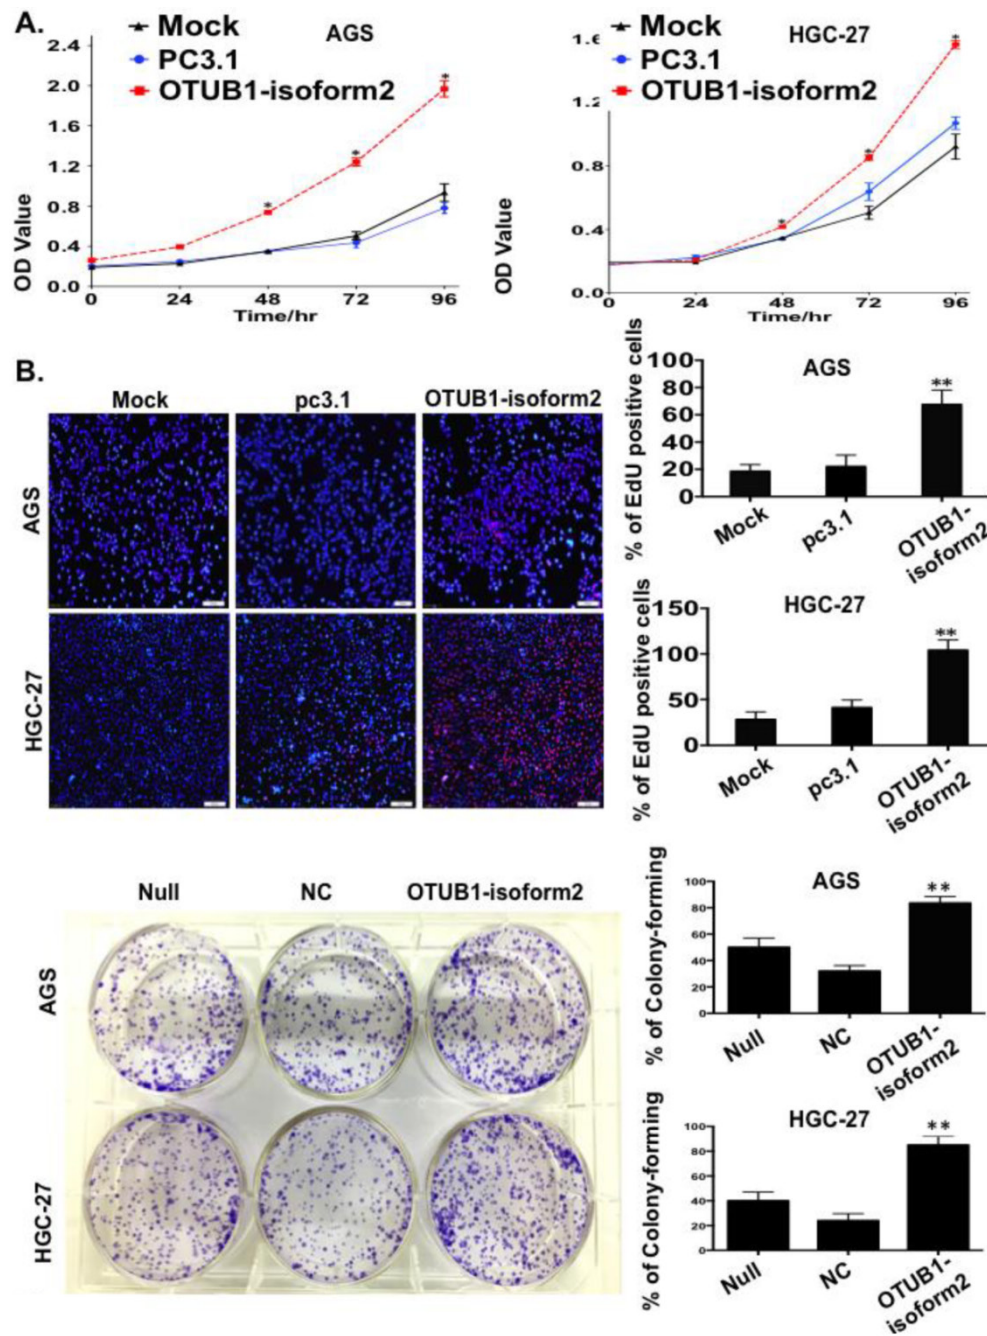 A.
Mock
PC3.1
OTUB1-isoform2
AGS
2.4
2.0
1.6
1.2
0.8
0.4
0.0
OD Value
0 24 48 72 96
Time/hr
*
*
*
Mock
PC3.1
OTUB1-isoform2
HGC-27
1.6
1.2
0.8
0.4
0.0
OD Value
0 24 48 72 96
Time/hr
*
*
*
B.
Mock pc3.1 OTUB1-isoform2
AGS
HGC-27
AGS
% of EdU positive cells
100
80
60
40
20
0
**
Mock pc3.1 OTUB1-isoform2
HGC-27
% of EdU positive cells
150
100
50
0
**
Mock pc3.1 OTUB1-isoform2
Null NC OTUB1-isoform2
AGS
HGC-27
AGS
% of Colony-forming
100
80
60
40
20
0
**
Null NC OTUB1-isoform2
HGC-27
% of Colony-forming
100
80
60
40
20
0
**
Null NC OTUB1-isoform2